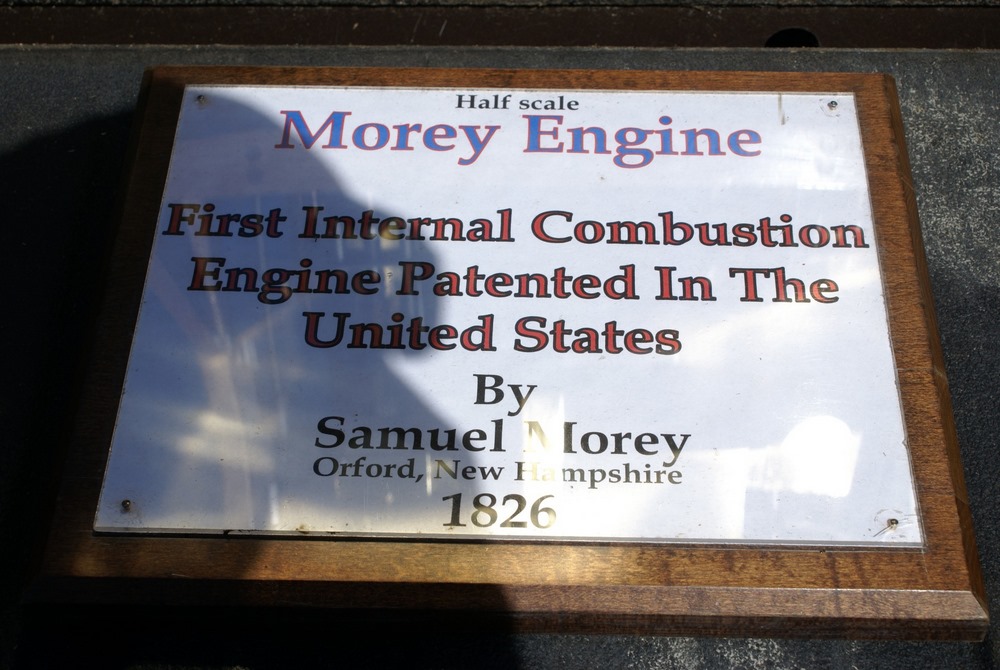 Half scale
Morey Engine
First Internal Combustion
Engine Patented In The
United States
By
Samuel Morey
Orford, New Hampshire
1826